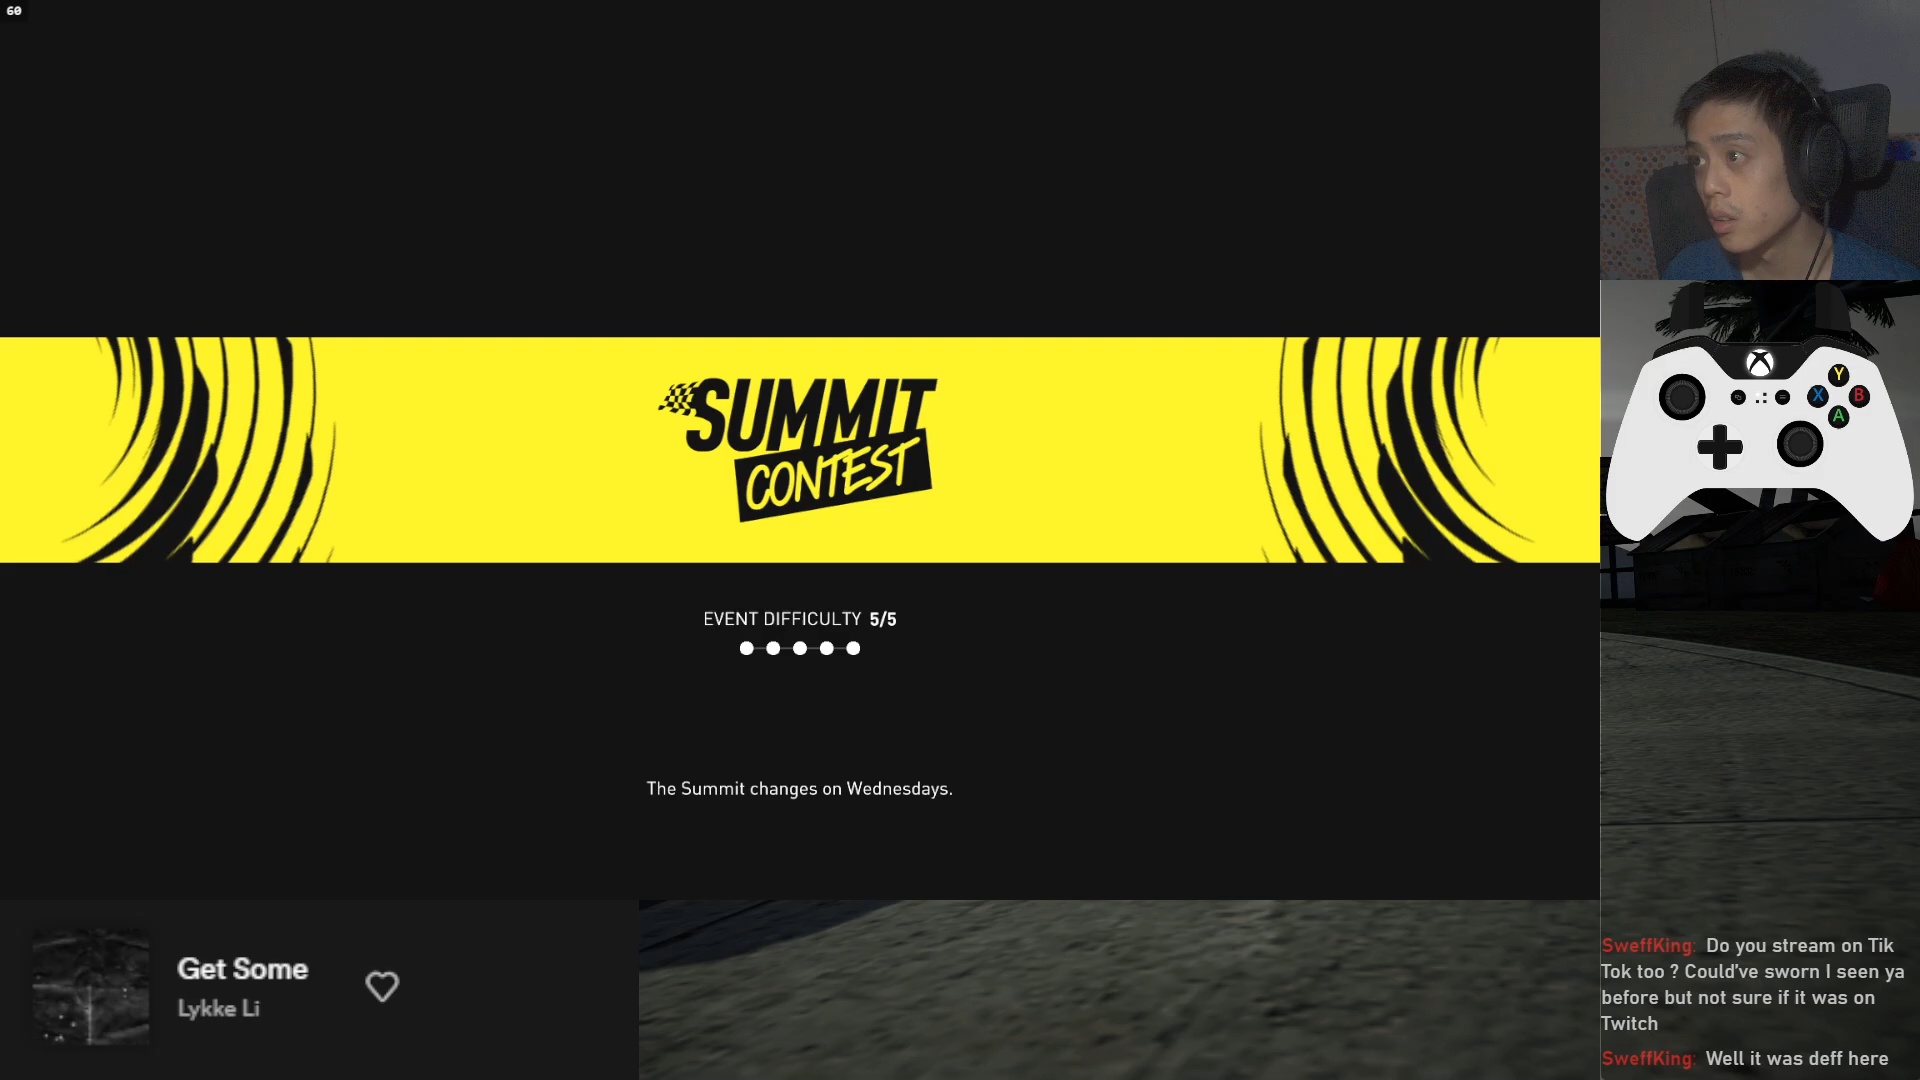 60
SUMMIT
CONTEST
EVENT DIFFICULTY 5/5
The Summit changes on Wednesdays.
Get Some
Lykke Li
Y
X B
A
SweffKing: Do you stream on Tik
Tok too ? Could've sworn I seen ya
before but not sure if it was on
Twitch
SweffKing: Well it was deff here